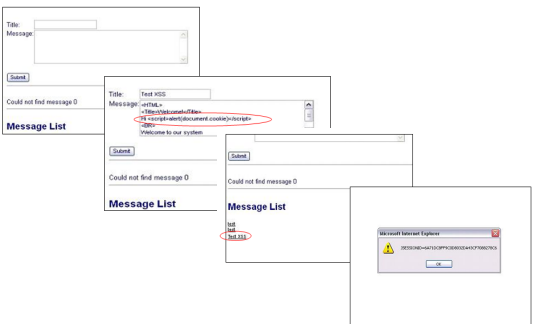 Title:
Message:
Submit
Could not find message 0
Message List
Title: Test XSS
Message: <HTML>
<Title>Welcome!</Title>
Hi <script>alert(document.cookie)</script>
<BR>
Welcome to our system
Submit
Could not find message 0
Message List
Submit
Could not find message 0
Message List
test
test
Test XSS
Microsoft Internet Explorer
OK